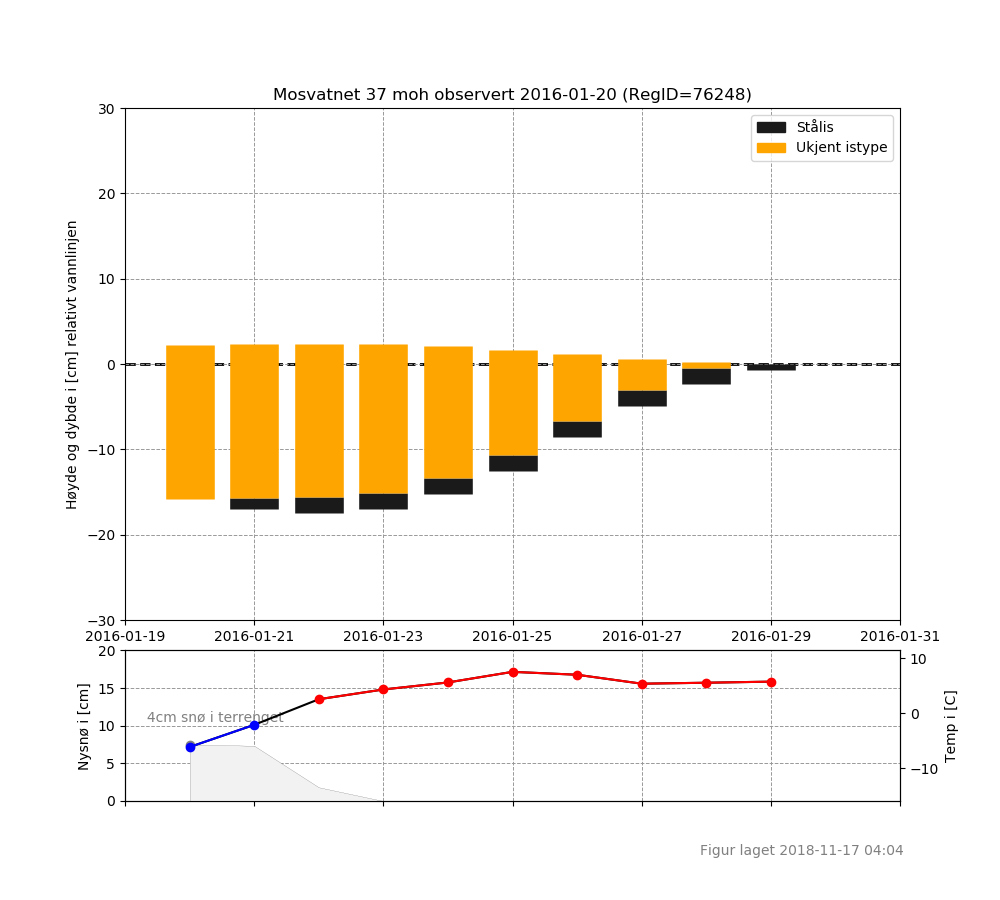 Mosvatnet 37 moh observert 2016-01-20 (RegID=76248)
Stålis
Ukjent istype
Høyde og dybde i [cm] relativt vannlinjen
30
20
10
0
−10
−20
−30
2016-01-19 2016-01-21 2016-01-23 2016-01-25 2016-01-27 2016-01-29 2016-01-31
Nysnø i [cm]
20
15
10
5
0
4cm snø i terrenget
10
0
−10
Temp i [C]
Figur laget 2018-11-17 04:04